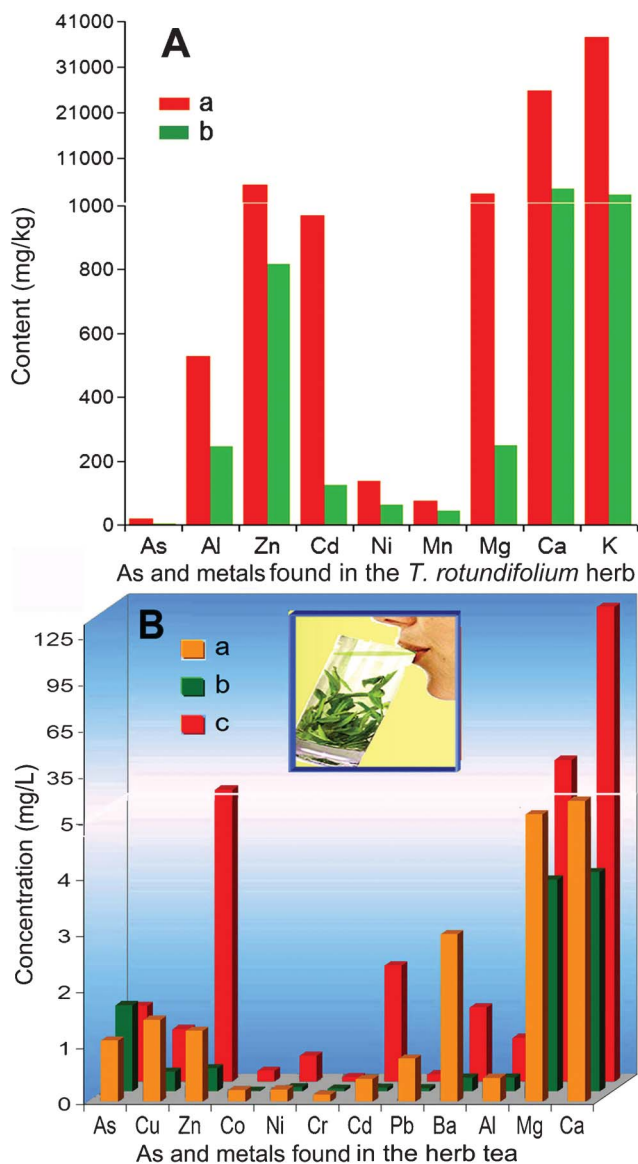 A
a
b
Content (mg/kg)
41000
31000
21000
11000
1000
800
600
400
200
0
As Al Zn Cd Ni Mn Mg Ca K
As and metals found in the T. rotundifolium herb
B
a
b
c
Concentration (mg/L)
125
95
65
35
5
4
3
2
1
0
As Cu Zn Co Ni Cr Cd Pb Ba Al Mg Ca
As and metals found in the herb tea